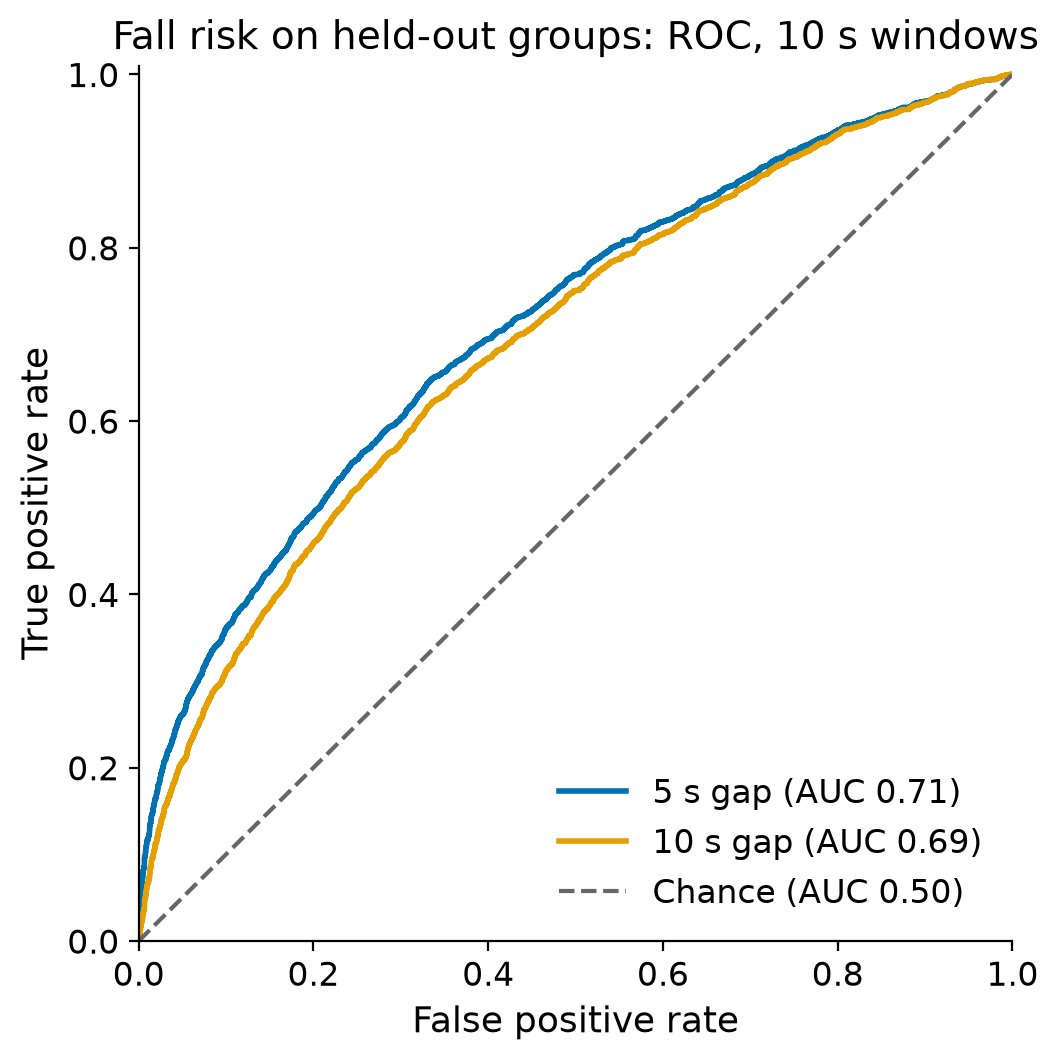 Fall risk on held-out groups: ROC, 10 s windows
True positive rate
1.0
0.8
0.6
0.4
0.2
0.0
5 s gap (AUC 0.71)
10 s gap (AUC 0.69)
Chance (AUC 0.50)
0.0 0.2 0.4 0.6 0.8 1.0
False positive rate